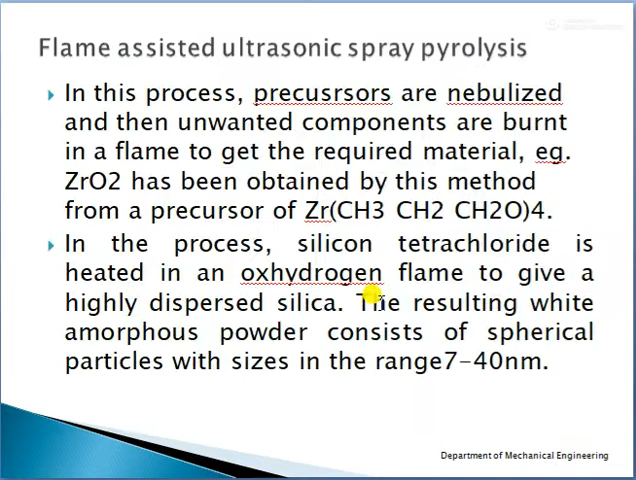 Flame assisted ultrasonic spray pyrolysis
In this process, precusrsors are nebulized
and then unwanted components are burnt
in a flame to get the required material, eg.
ZrO2 has been obtained by this method
from a precursor of Zr(CH3 CH2 CH2O)4.
In the process, silicon tetrachloride is
heated in an oxhydrogen flame to give a
highly dispersed silica. The resulting white
amorphous powder consists of spherical
particles with sizes in the range7-40nm.
Department of Mechanical Engineering